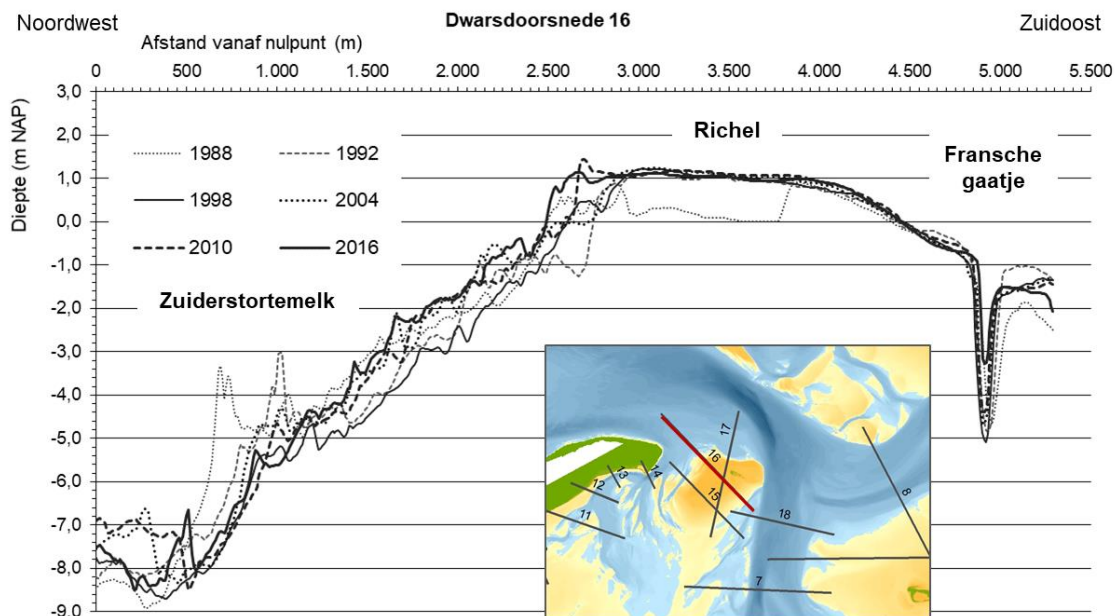 Noordwest
Dwarsdoorsnede 16
Zuidoost
Afstand vanaf nulpunt (m)
0 500 1.000 1.500 2.000 2.500 3.000 3.500 4.000 4.500 5.000 5.500
Diepte (m NAP)
3,0
2,0
1,0
0,0
-1,0
-2,0
-3,0
-4,0
-5,0
-6,0
-7,0
-8,0
-9,0
1988 1992
1998 2004
2010 2016
Richel
Fransche
gaatje
Zuiderstortemelk
17
16
15
14
13
12
11
18
8
7